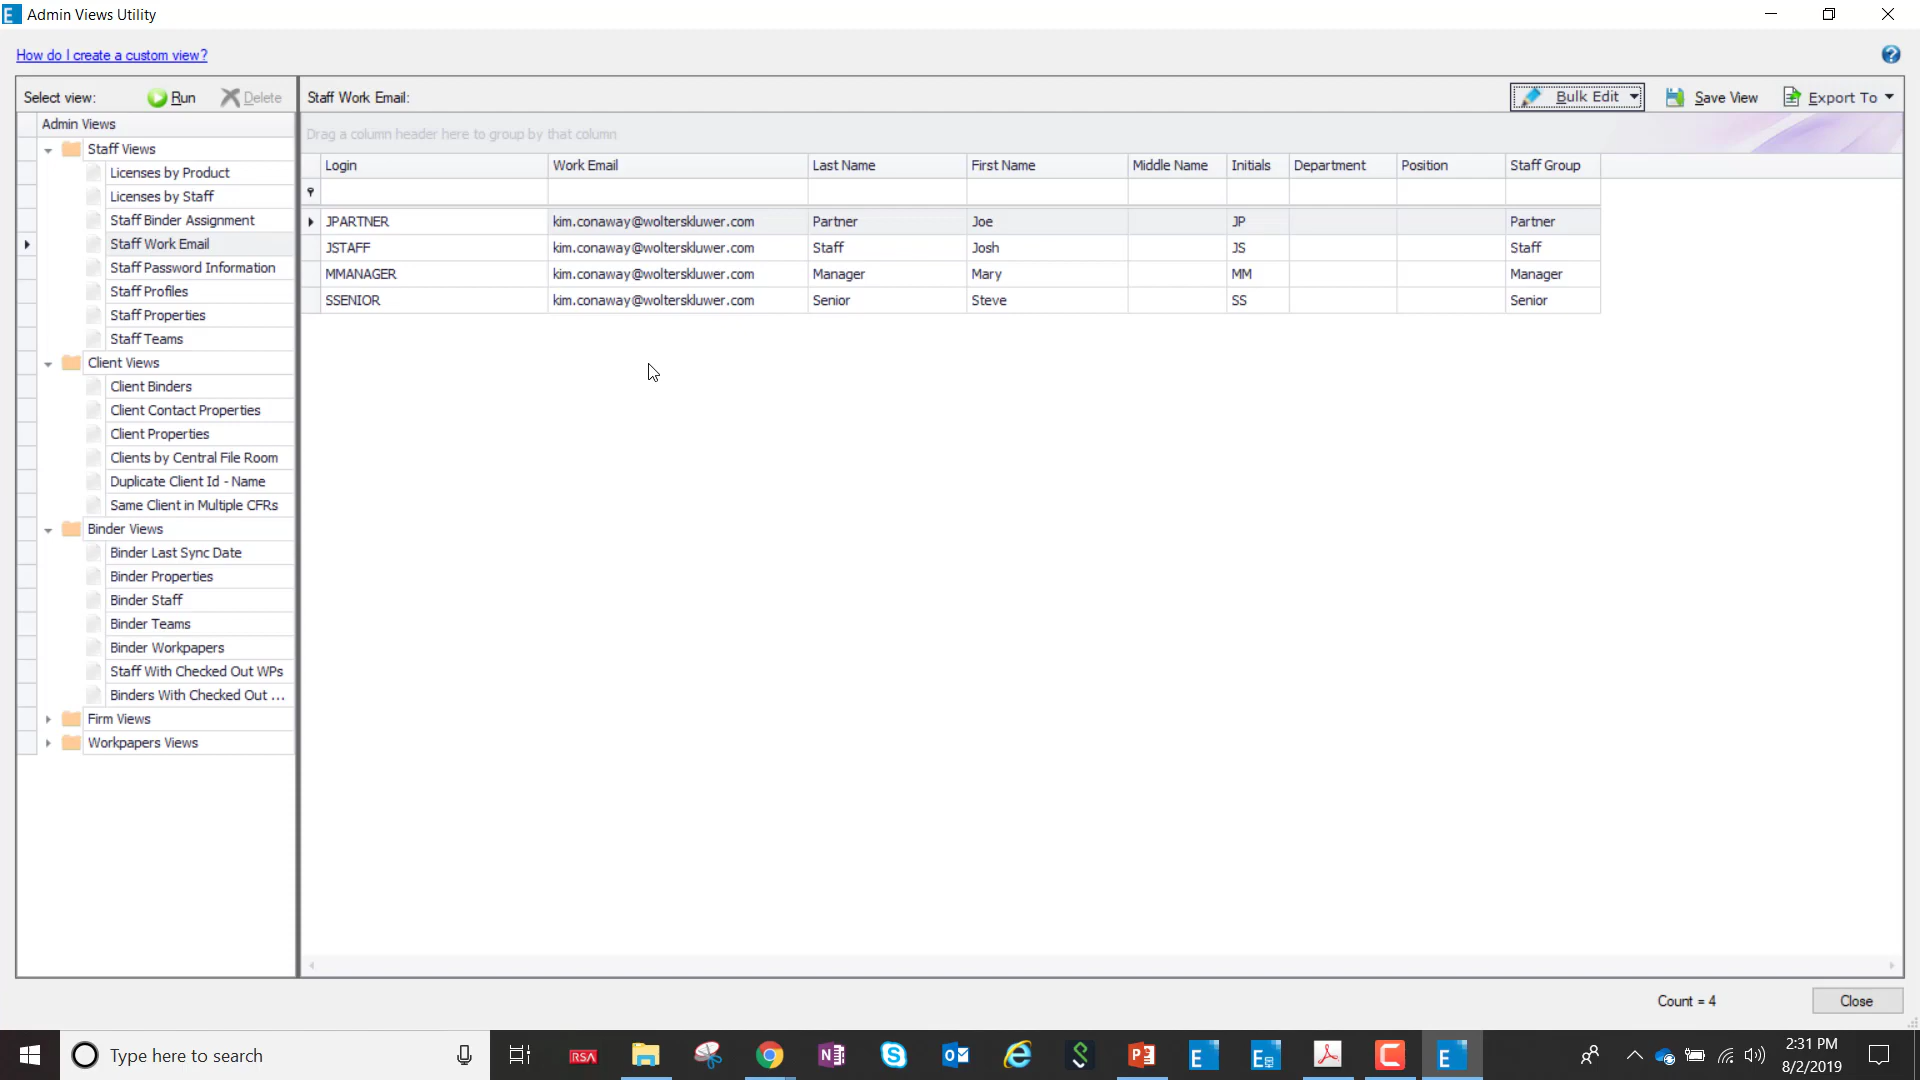 Admin Views Utility
How do I create a custom view?
Select view: Run Delete
Staff Work Email: Bulk Edit Save View Export To
Admin Views
Staff Views
Licenses by Product
Licenses by Staff
Staff Binder Assignment
Staff Work Email
Staff Password Information
Staff Profiles
Staff Properties
Staff Teams
Client Views
Client Binders
Client Contact Properties
Client Properties
Clients by Central File Room
Duplicate Client Id - Name
Same Client in Multiple CFRs
Binder Views
Binder Last Sync Date
Binder Properties
Binder Staff
Binder Teams
Binder Workpapers
Staff With Checked Out WPs
Binders With Checked Out ...
Firm Views
Workpapers Views
Drag a column header here to group by that column
Login Work Email Last Name First Name Middle Name Initials Department Position Staff Group
JPARTNER kim.conaway@wolterskluwer.com Partner Joe JP Partner
JSTAFF kim.conaway@wolterskluwer.com Staff Josh JS Staff
MMANAGER kim.conaway@wolterskluwer.com Manager Mary MM Manager
SSENIOR kim.conaway@wolterskluwer.com Senior Steve SS Senior
Count = 4 Close
Type here to search RSA 2:31 PM
8/2/2019